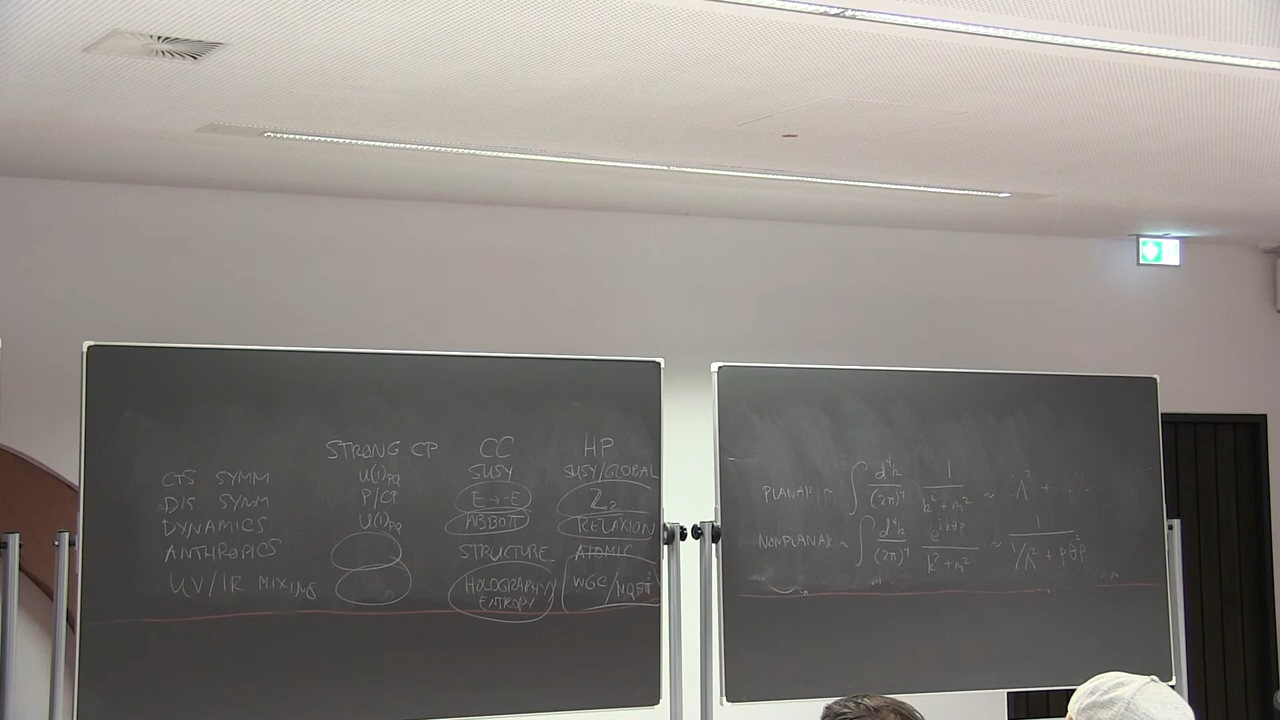 STRONG CP CC HP
CTS SYMM U(1)PQ SUSY SUSY/GLOBAL
DIS SYMM P/CP E→-E Z₂
DYNAMICS U(1)PQ ABBOTT RELAXION
ANTHROPICS STRUCTURE ATOMIC
UV/IR MIXING HOLOGRAPHY/ENTROPY WGC/NCFT
PLANAR ~ ∫ d⁴k/(2π)⁴ 1/(k²+m²) ~ Λ² + ...
NONPLANAR ~ ∫ d⁴k/(2π)⁴ e^{ikθp}/(k²+m²) ~ 1/(1/Λ² + pθ²p)